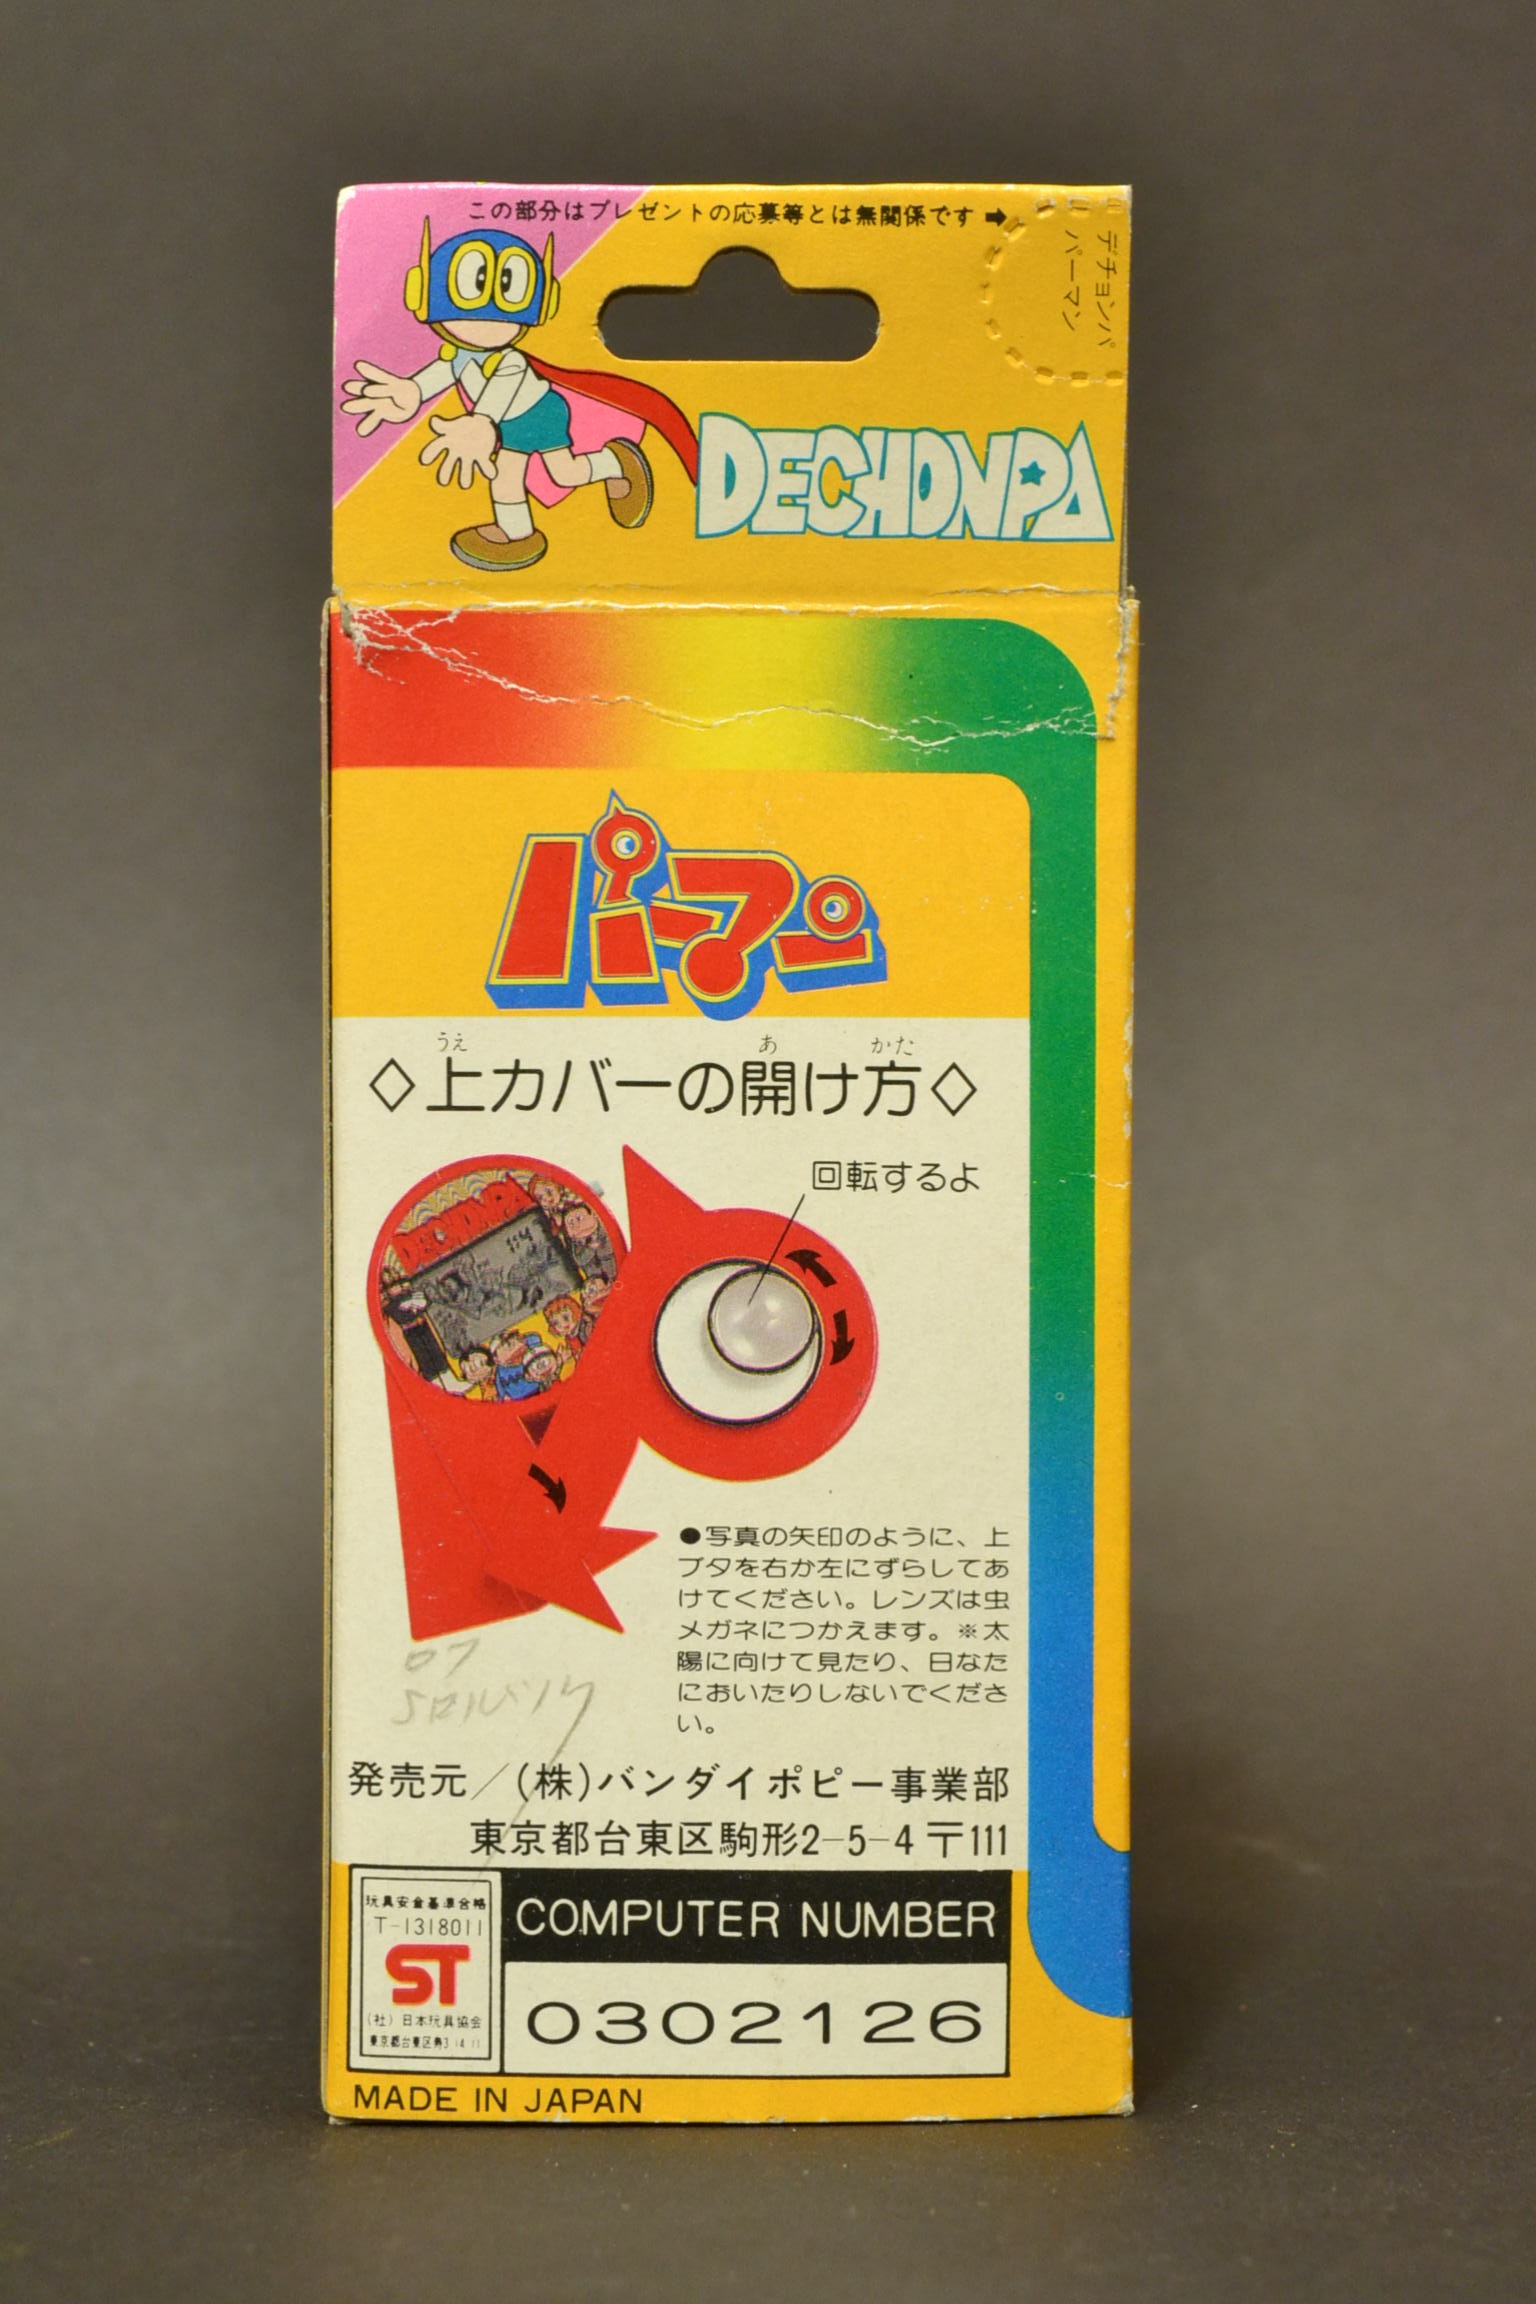 この部分はプレゼントの応募等とは無関係です➡
デチョンパ
パーマン
DECHONPA
パーマン
うえ あ かた
◇上カバーの開け方◇
回転するよ
DECHONPA
●写真の矢印のように、上
ブタを右か左にずらしてあ
けてください。レンズは虫
メガネにつかえます。※太
陽に向けて見たり、日なた
においたりしないでくださ
い。
07
発売元/(株)バンダイポピー事業部
東京都台東区駒形2-5-4〒111
玩具安全基準合格
T-1318011
ST
(社)日本玩具協会
COMPUTER NUMBER
0302126
MADE IN JAPAN